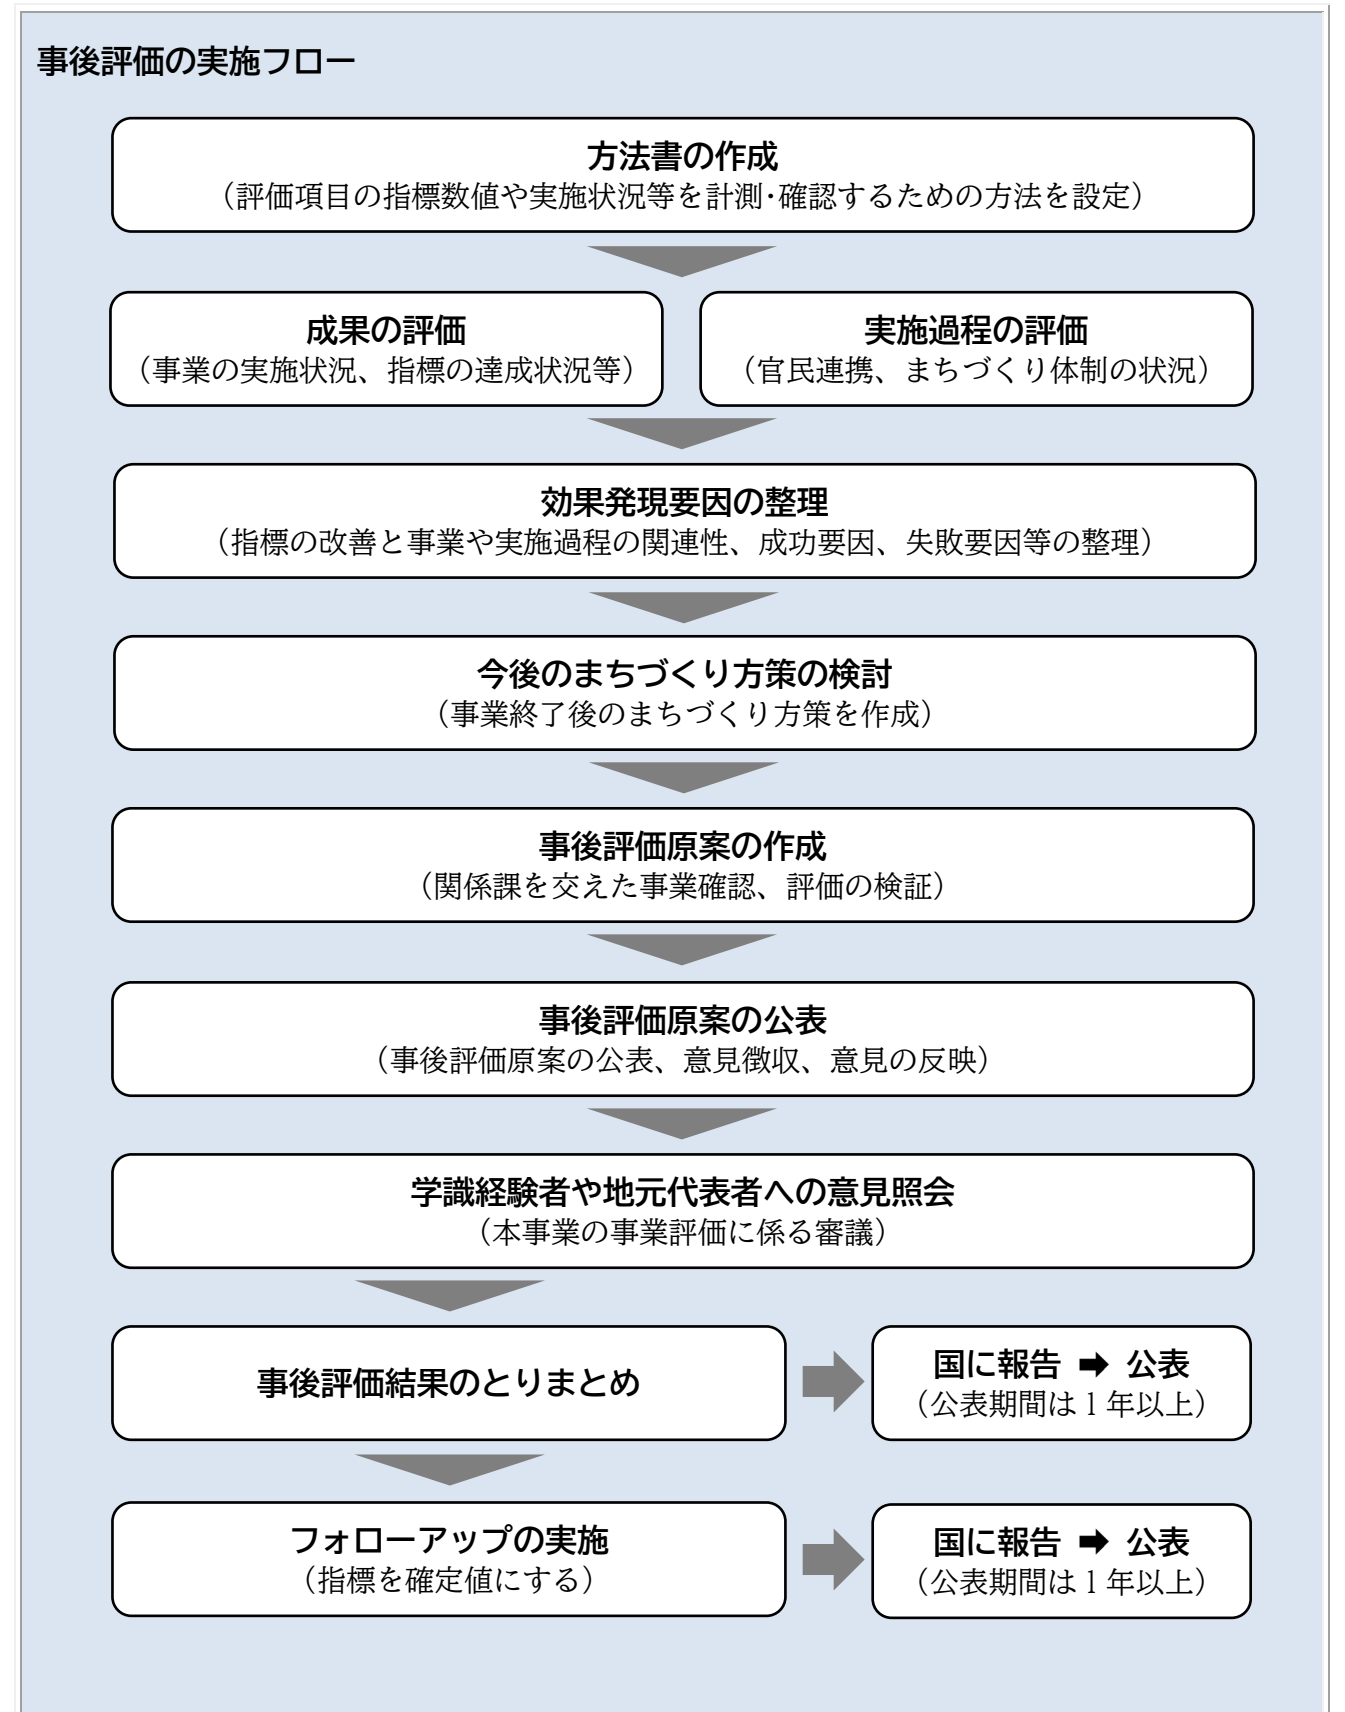 事後評価の実施フロー
方法書の作成
（評価項目の指標数値や実施状況等を計測・確認するための方法を設定）
成果の評価
（事業の実施状況、指標の達成状況等）
実施過程の評価
（官民連携、まちづくり体制の状況）
効果発現要因の整理
（指標の改善と事業や実施過程の関連性、成功要因、失敗要因等の整理）
今後のまちづくり方策の検討
（事業終了後のまちづくり方策を作成）
事後評価原案の作成
（関係課を交えた事業確認、評価の検証）
事後評価原案の公表
（事後評価原案の公表、意見徴収、意見の反映）
学識経験者や地元代表者への意見照会
（本事業の事業評価に係る審議）
事後評価結果のとりまとめ
国に報告 ➡ 公表
（公表期間は１年以上）
フォローアップの実施
（指標を確定値にする）
国に報告 ➡ 公表
（公表期間は１年以上）